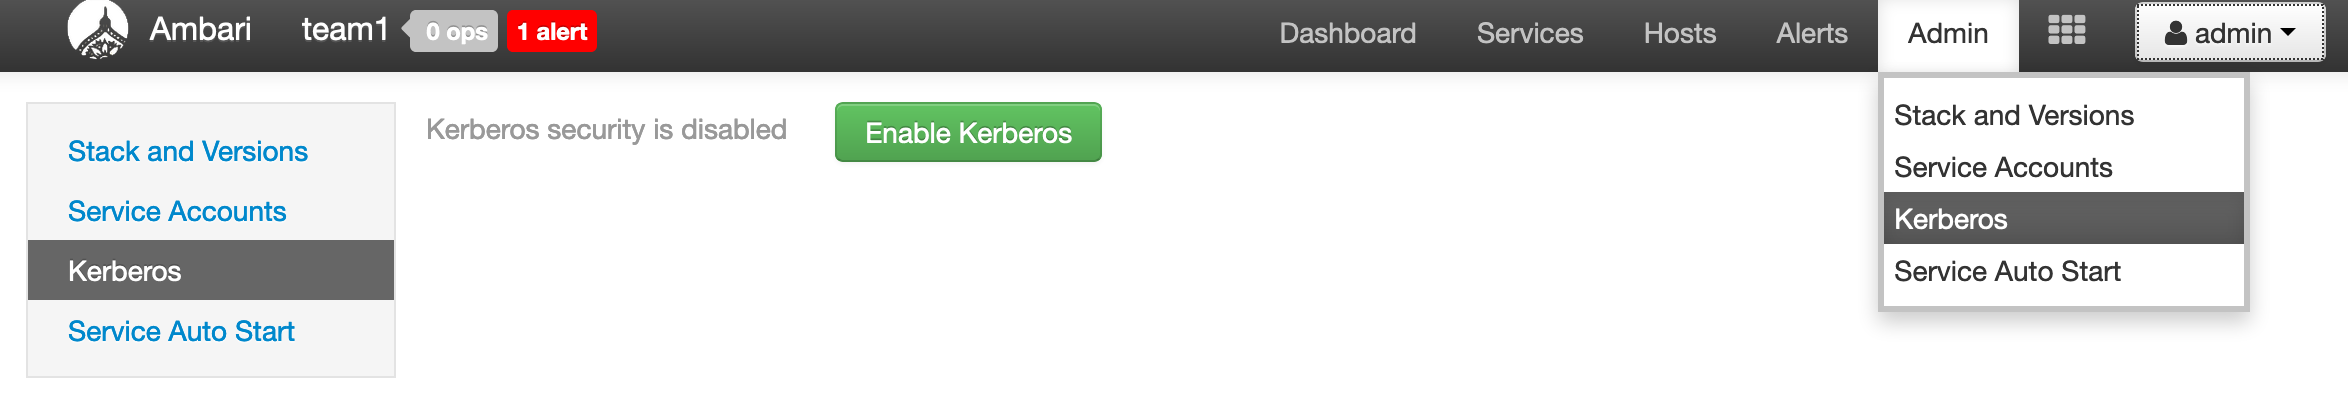 Ambari team1 0 ops 1 alert Dashboard Services Hosts Alerts Admin admin
Stack and Versions
Service Accounts
Kerberos
Service Auto Start
Kerberos security is disabled Enable Kerberos
Stack and Versions
Service Accounts
Kerberos
Service Auto Start